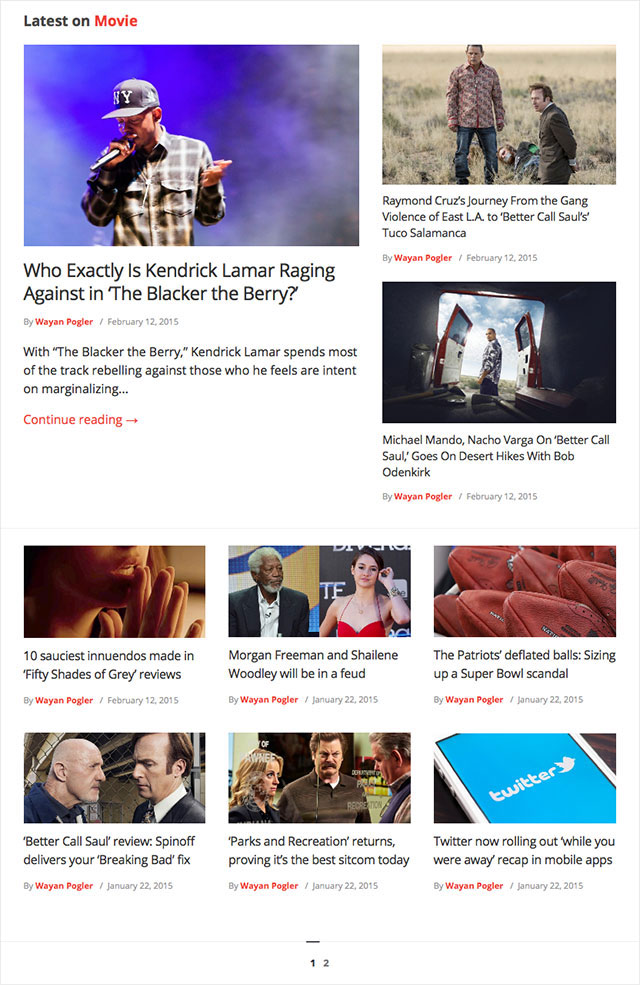 Latest on Movie
NY
Who Exactly Is Kendrick Lamar Raging
Against in ‘The Blacker the Berry?’
By Wayan Pogler / February 12, 2015
With “The Blacker the Berry,” Kendrick Lamar spends most
of the track rebelling against those who he feels are intent
on marginalizing...
Continue reading →
Raymond Cruz’s Journey From the Gang
Violence of East L.A. to ‘Better Call Saul’s’
Tuco Salamanca
By Wayan Pogler / February 12, 2015
Michael Mando, Nacho Varga On ‘Better Call
Saul,’ Goes On Desert Hikes With Bob
Odenkirk
By Wayan Pogler / February 12, 2015
10 sauciest innuendos made in
‘Fifty Shades of Grey’ reviews
By Wayan Pogler / February 12, 2015
DIVERG
TE
Morgan Freeman and Shailene
Woodley will be in a feud
By Wayan Pogler / January 22, 2015
The Patriots’ deflated balls: Sizing
up a Super Bowl scandal
By Wayan Pogler / January 22, 2015
‘Better Call Saul’ review: Spinoff
delivers your ‘Breaking Bad’ fix
By Wayan Pogler / January 22, 2015
Y OF
WNEE
DEPARTMENT OF
RECREATION
‘Parks and Recreation’ returns,
proving it’s the best sitcom today
By Wayan Pogler / January 22, 2015
twitter
Twitter now rolling out ‘while you
were away’ recap in mobile apps
By Wayan Pogler / January 22, 2015
1 2